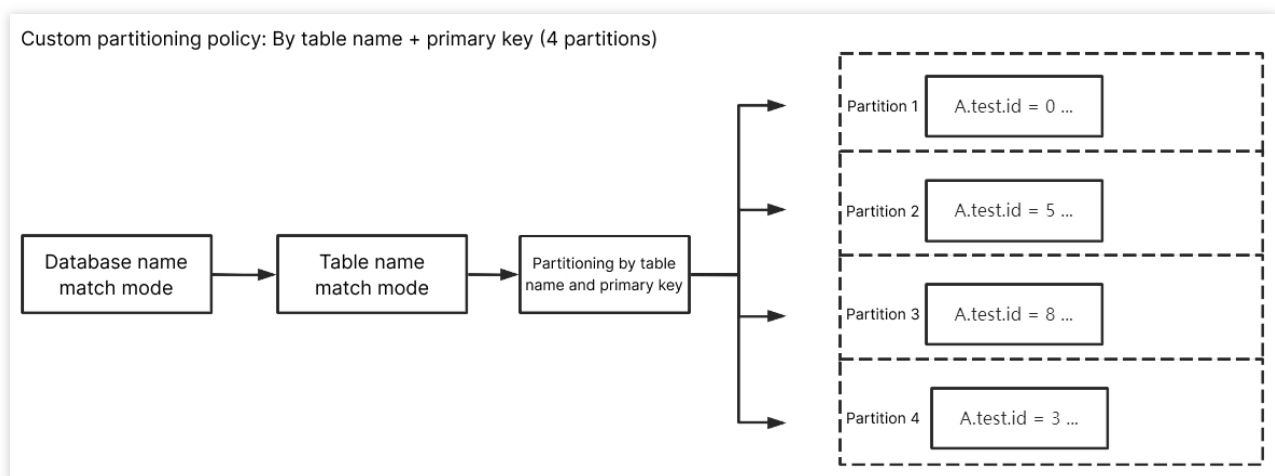 Custom partitioning policy: By table name + primary key (4 partitions)
Database name
match mode
Table name
match mode
Partitioning by table
name and primary key
Partition 1
A.test.id = 0 ...
Partition 2
A.test.id = 5 ...
Partition 3
A.test.id = 8 ...
Partition 4
A.test.id = 3 ...